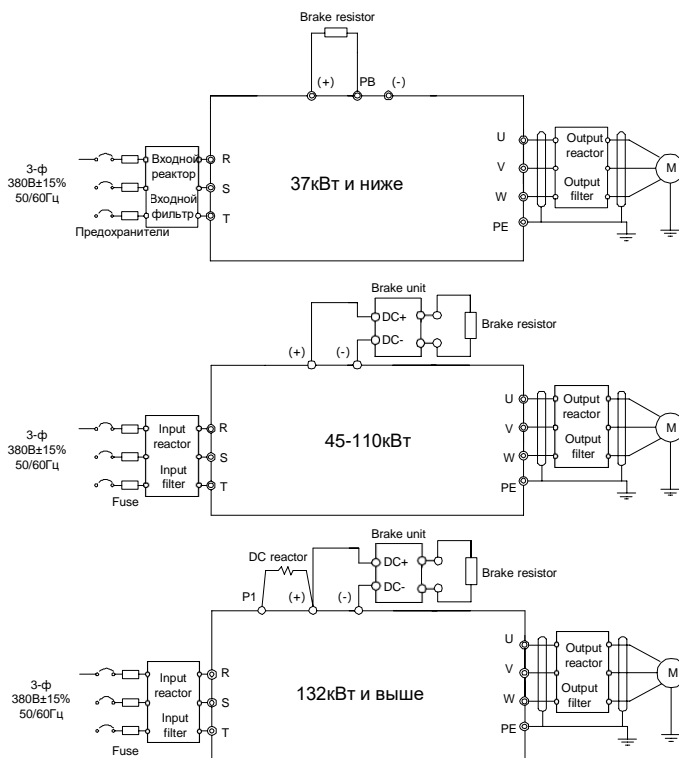 Brake resistor
(+)
PB
(-)
3-ф
380В±15%
50/60Гц
Входной
реактор
Входной
фильтр
Предохранители
R
S
T
37кВт и ниже
U
V
W
PE
Output
reactor
Output
filter
M
Brake unit
DC+
DC-
Brake resistor
(+)
(-)
3-ф
380В±15%
50/60Гц
Input
reactor
Input
filter
Fuse
R
S
T
45-110кВт
U
V
W
PE
Output
reactor
Output
filter
M
Brake unit
DC reactor
DC+
DC-
Brake resistor
P1
(+)
(-)
3-ф
380В±15%
50/60Гц
Input
reactor
Input
filter
Fuse
R
S
T
132кВт и выше
U
V
W
PE
Output
reactor
Output
filter
M